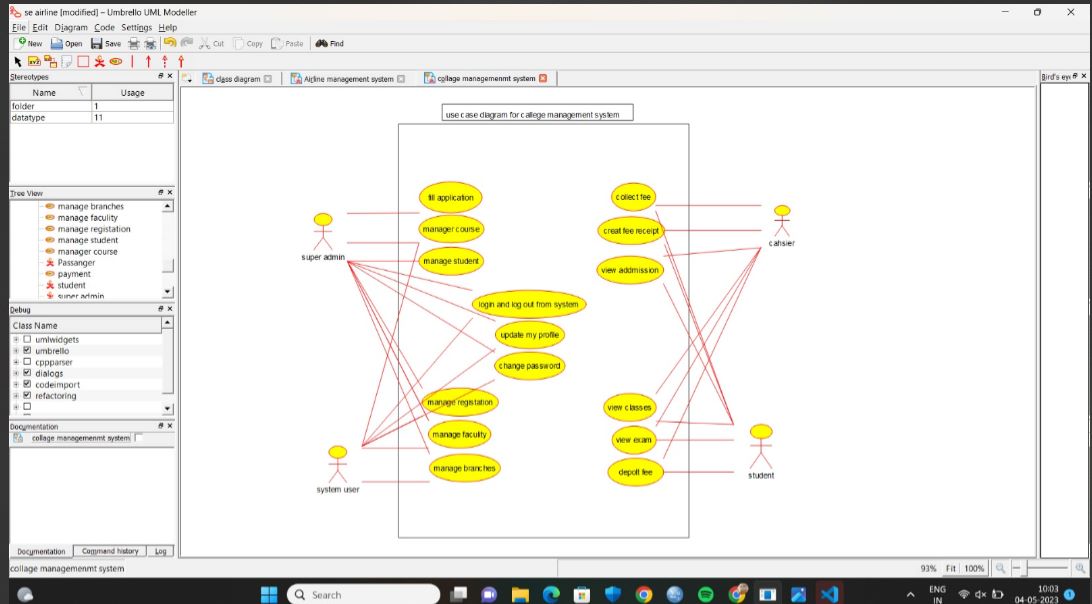 se airline [modified] – Umbrello UML Modeller
File Edit Diagram Code Settings Help
New Open Save Cut Copy Paste Find
Stereotypes
Name Usage
folder 1
datatype 11
Tree View
manage branches
manage faculty
manage registration
manage student
manager course
Passanger
payment
student
super admin
Debug
Class Name
umlwidgets
umbrello
cppparser
dialogs
codeimport
refactoring
Documentation
collage managemenmt system
Documentation Command history Log
collage managemenmt system
class diagram Airline management system collage managemenmt system
Bird's eye
use case diagram for callege management system
fill application
manager course
manage student
super admin
login and log out from system
update my profile
change password
manage registation
manage faculty
manage branches
system user
collect fee
creat fee receipt
view addmission
cahsier
view classes
view exam
depolt fee
student
93% Fit 100%
Search
ENG
IN
10:03
04-05-2023
1